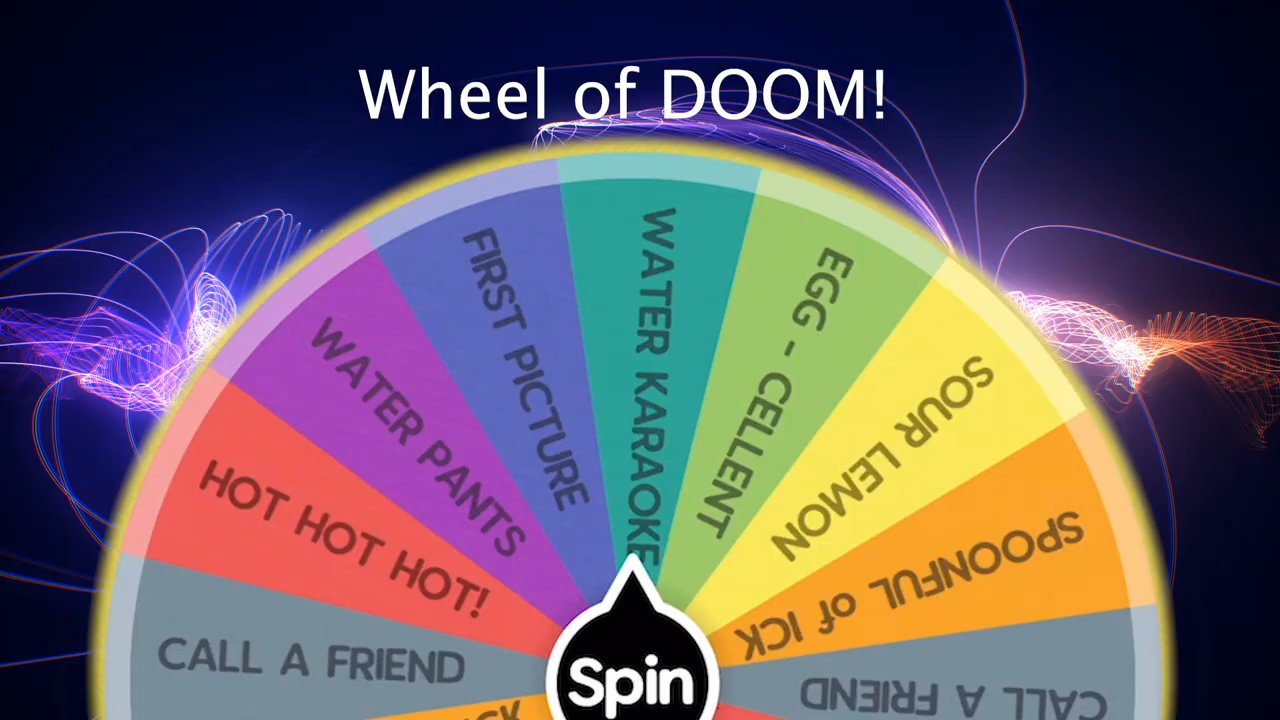 Wheel of DOOM!
CALL A FRIEND
HOT HOT HOT!
WATER PANTS
FIRST PICTURE
WATER KARAOKE
EGG - CELLENT
SOUR LEMON
SPOONFUL of ICK
CALL A FRIEND
Spin